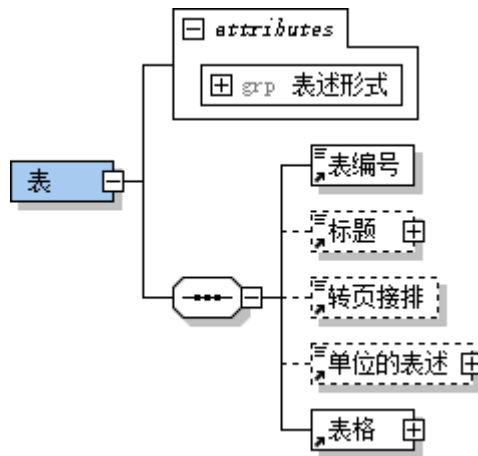 attributes
grp 表述形式
表
表编号
标题
转页接排
单位的表述
表格